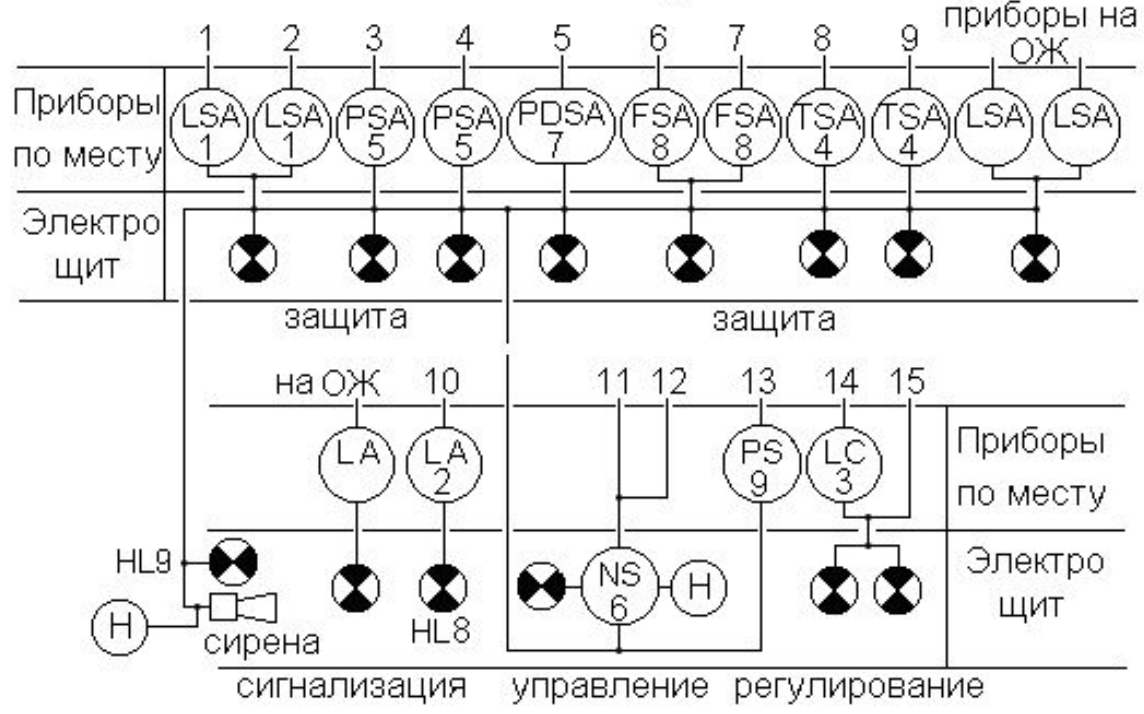 приборы на
1 2 3 4 5 6 7 8 9 ОЖ
Приборы
по месту
LSA 1
LSA 1
PSA 5
PSA 5
PDSA 7
FSA 8
FSA 8
TSA 4
TSA 4
LSA
LSA
Электро
щит
защита
защита
на ОЖ 10 11 12 13 14 15
LA
LA 2
PS 9
LC 3
Приборы
по месту
HL9
NS 6
H
Электро
щит
H
сирена
HL8
сигнализация управление регулирование